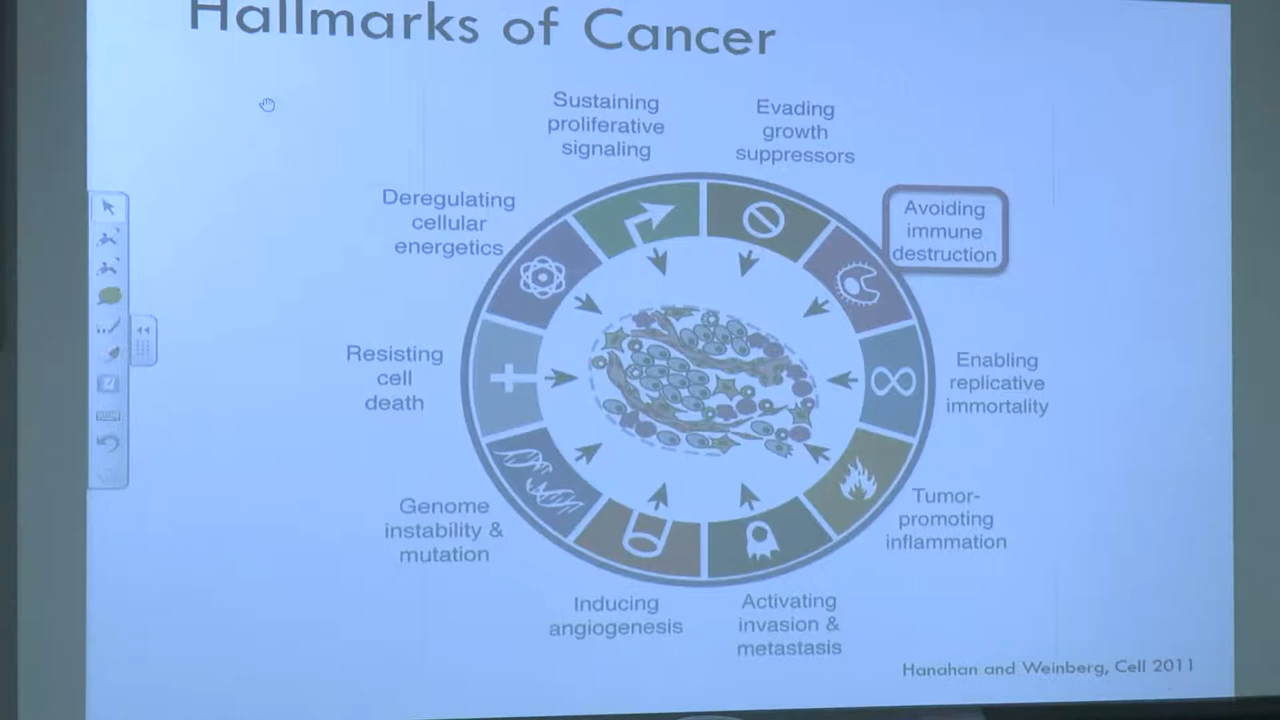 Hallmarks of Cancer
Sustaining
proliferative
signaling
Evading
growth
suppressors
Deregulating
cellular
energetics
Avoiding
immune
destruction
Resisting
cell
death
Enabling
replicative
immortality
Genome
instability &
mutation
Tumor-
promoting
inflammation
Inducing
angiogenesis
Activating
invasion &
metastasis
Hanahan and Weinberg, Cell 2011